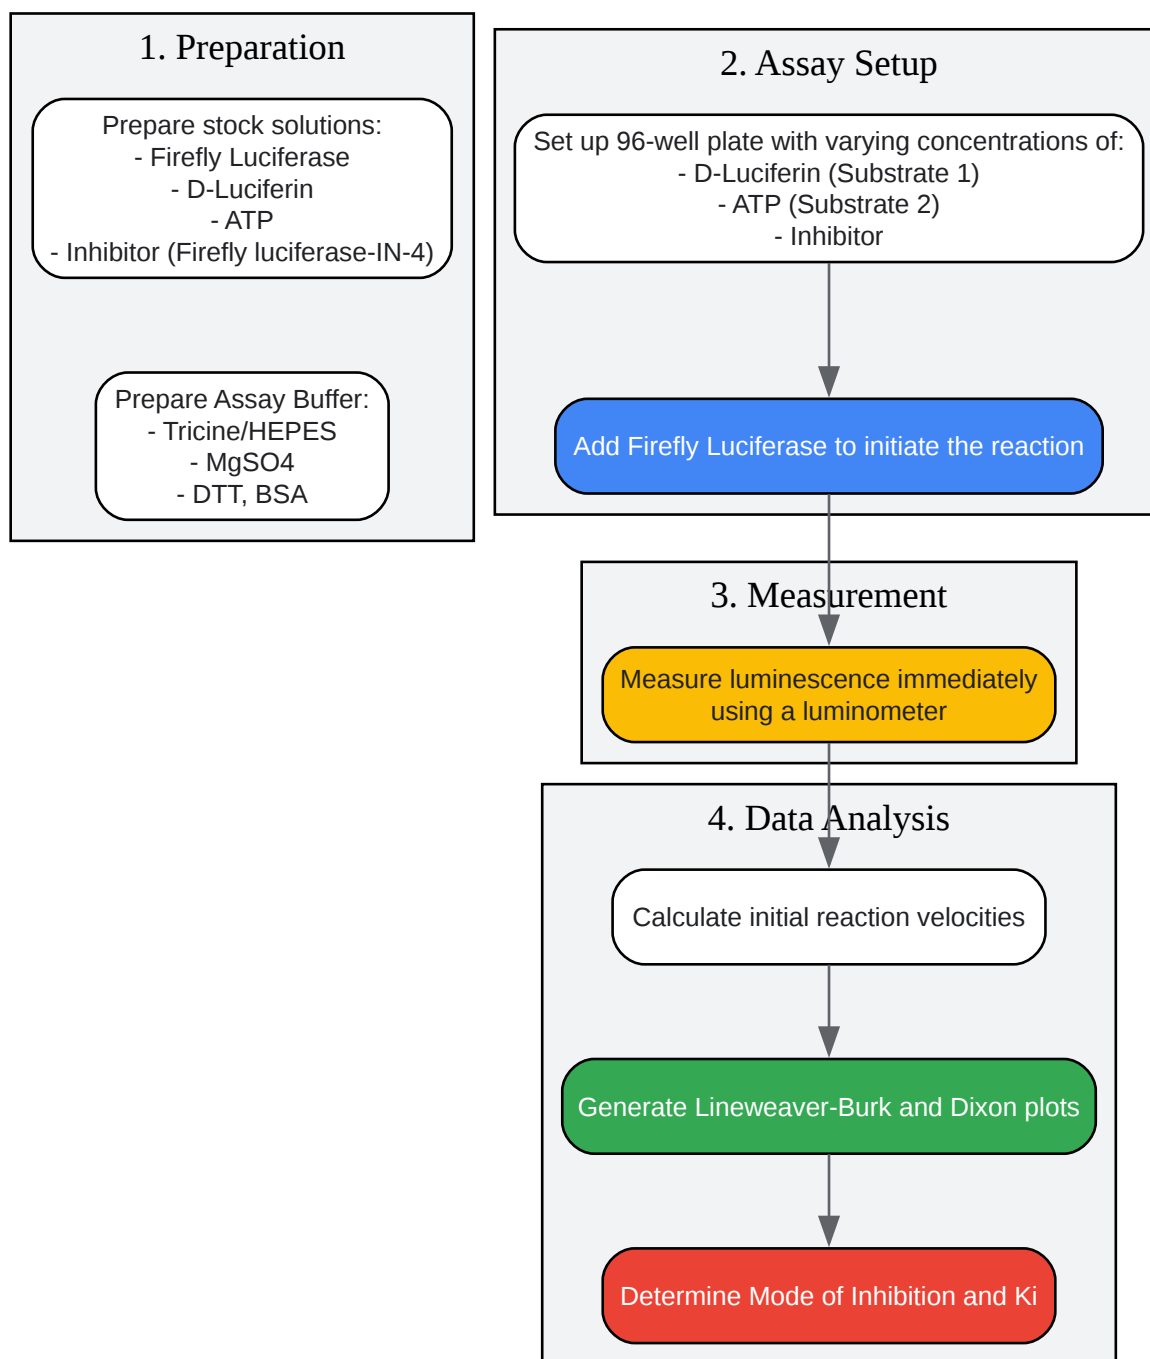 1. Preparation
Prepare stock solutions:
- Firefly Luciferase
- D-Luciferin
- ATP
- Inhibitor (Firefly luciferase-IN-4)
Prepare Assay Buffer:
- Tricine/HEPES
- MgSO4
- DTT, BSA
2. Assay Setup
Set up 96-well plate with varying concentrations of:
- D-Luciferin (Substrate 1)
- ATP (Substrate 2)
- Inhibitor
Add Firefly Luciferase to initiate the reaction
3. Measurement
Measure luminescence immediately
using a luminometer
4. Data Analysis
Calculate initial reaction velocities
Generate Lineweaver-Burk and Dixon plots
Determine Mode of Inhibition and Ki